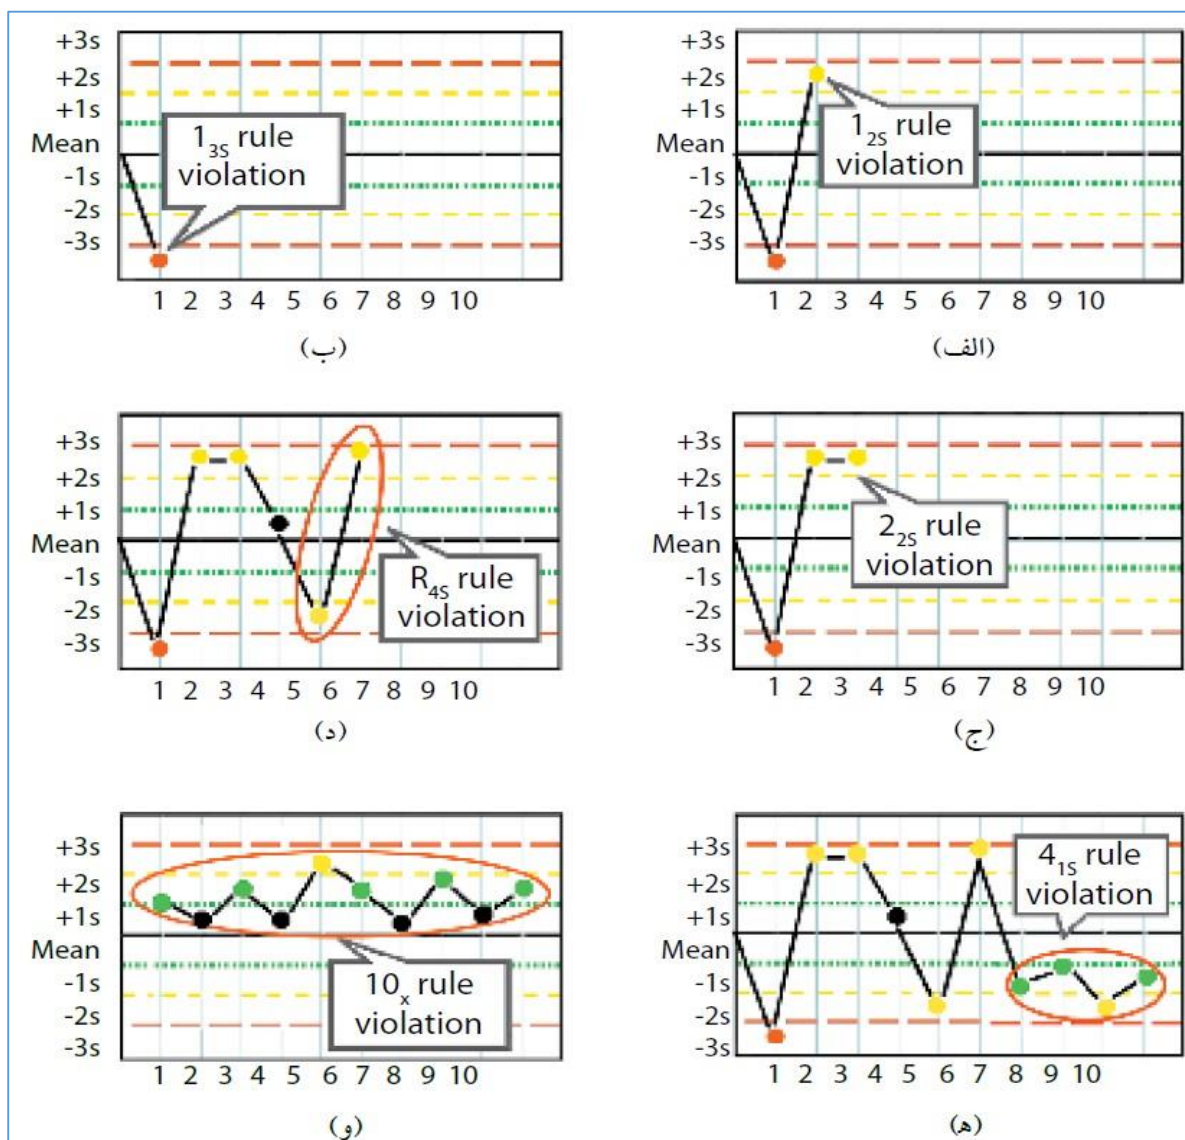 +3s
+2s
+1s
Mean
-1s
-2s
-3s
1₂S rule
violation
1 2 3 4 5 6 7 8 9 10
(الف)
+3s
+2s
+1s
Mean
-1s
-2s
-3s
1₃S rule
violation
1 2 3 4 5 6 7 8 9 10
(ب)
+3s
+2s
+1s
Mean
-1s
-2s
-3s
2₂S rule
violation
1 2 3 4 5 6 7 8 9 10
(ج)
+3s
+2s
+1s
Mean
-1s
-2s
-3s
R₄S rule
violation
1 2 3 4 5 6 7 8 9 10
(د)
+3s
+2s
+1s
Mean
-1s
-2s
-3s
4₁S rule
violation
1 2 3 4 5 6 7 8 9 10
(ه)
+3s
+2s
+1s
Mean
-1s
-2s
-3s
10ₓ rule
violation
1 2 3 4 5 6 7 8 9 10
(و)